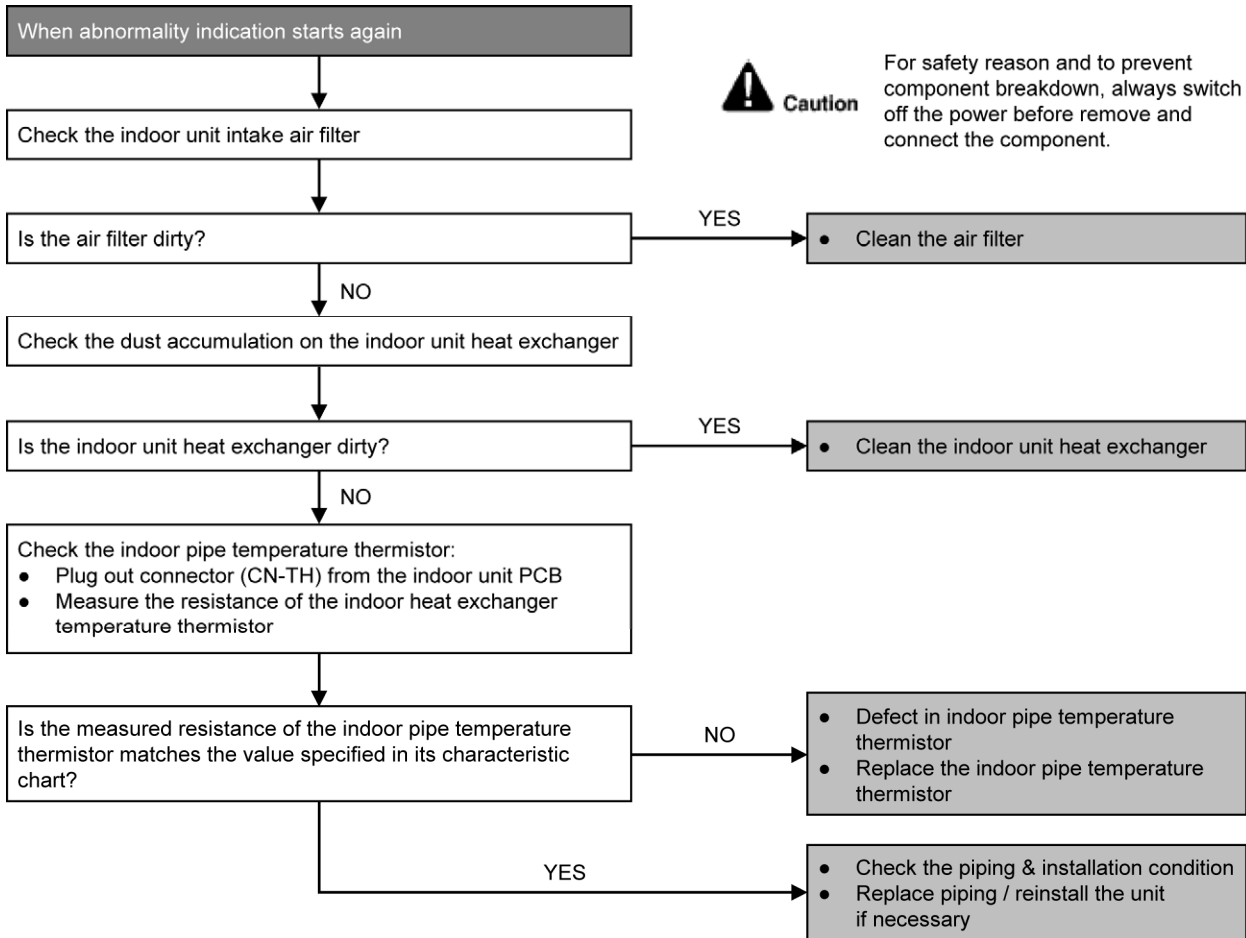 When abnormality indication starts again
Caution
For safety reason and to prevent
component breakdown, always switch
off the power before remove and
connect the component.
Check the indoor unit intake air filter
Is the air filter dirty?
YES
● Clean the air filter
NO
Check the dust accumulation on the indoor unit heat exchanger
Is the indoor unit heat exchanger dirty?
YES
● Clean the indoor unit heat exchanger
NO
Check the indoor pipe temperature thermistor:
● Plug out connector (CN-TH) from the indoor unit PCB
● Measure the resistance of the indoor heat exchanger
temperature thermistor
Is the measured resistance of the indoor pipe temperature
thermistor matches the value specified in its characteristic
chart?
NO
● Defect in indoor pipe temperature
thermistor
● Replace the indoor pipe temperature
thermistor
YES
● Check the piping & installation condition
● Replace piping / reinstall the unit
if necessary